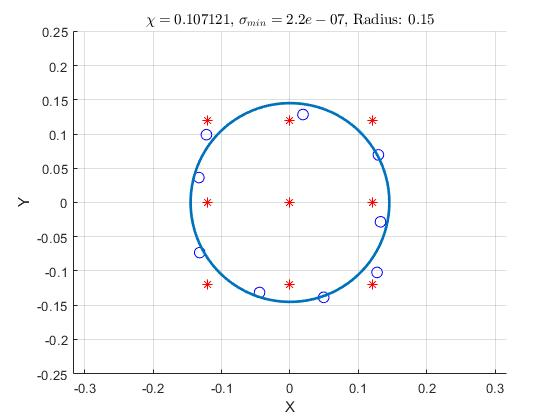 χ = 0.107121, σmin = 2.2e − 07, Radius: 0.15
0.25
0.2
0.15
0.1
0.05
0
-0.05
-0.1
-0.15
-0.2
-0.25
Y
-0.3 -0.2 -0.1 0 0.1 0.2 0.3
X